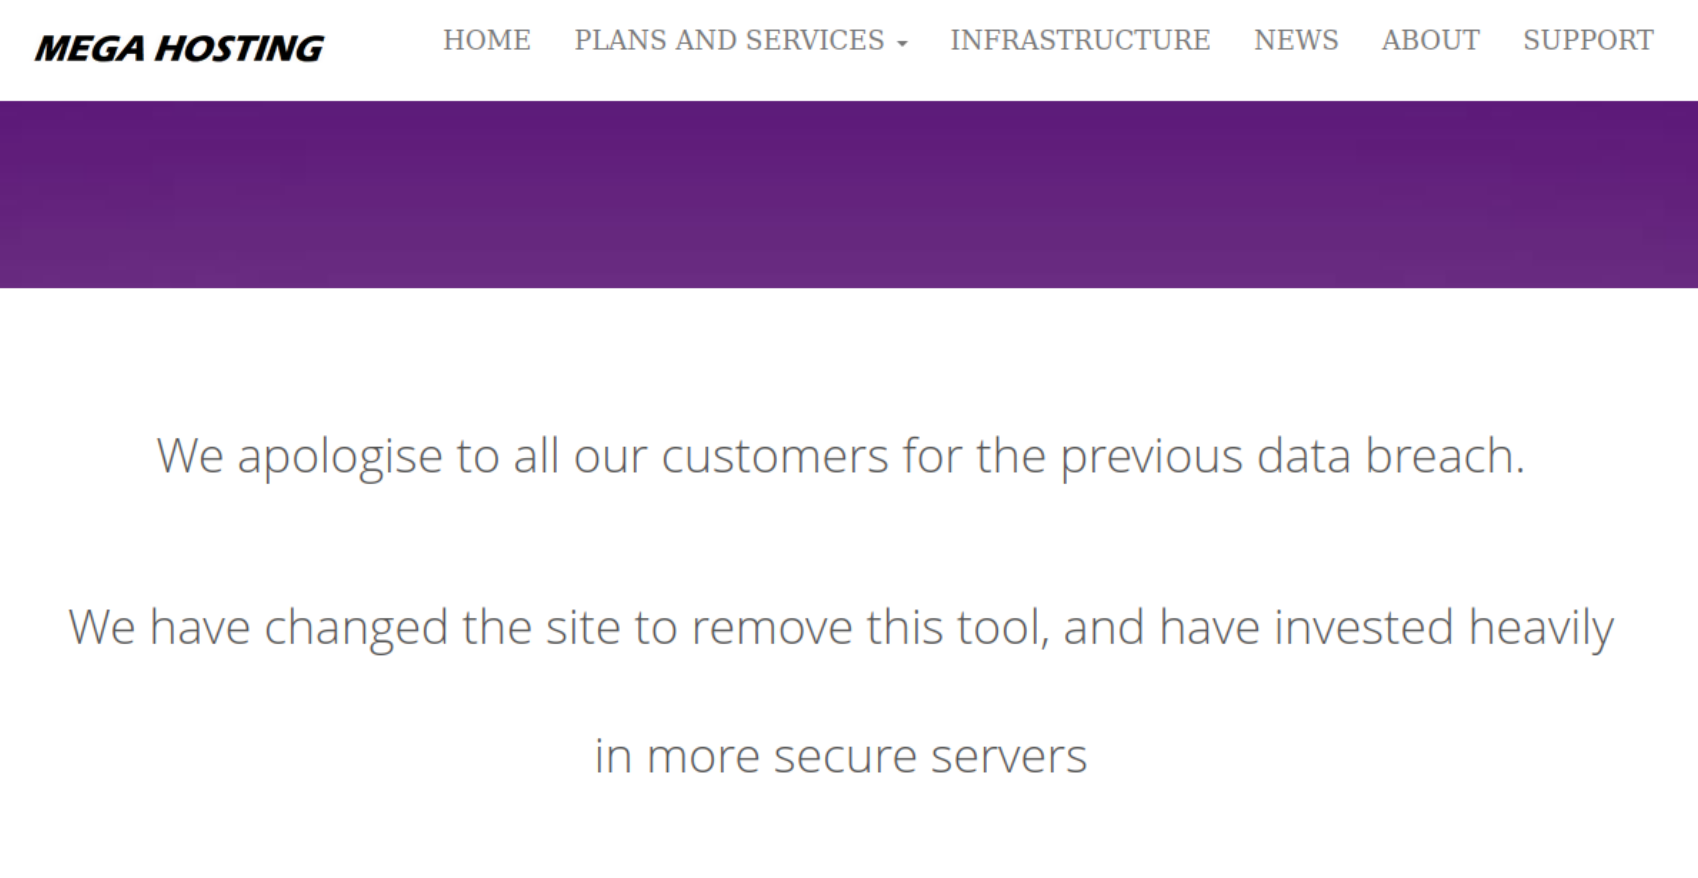 MEGA HOSTING HOME PLANS AND SERVICES INFRASTRUCTURE NEWS ABOUT SUPPORT
We apologise to all our customers for the previous data breach.
We have changed the site to remove this tool, and have invested heavily
in more secure servers